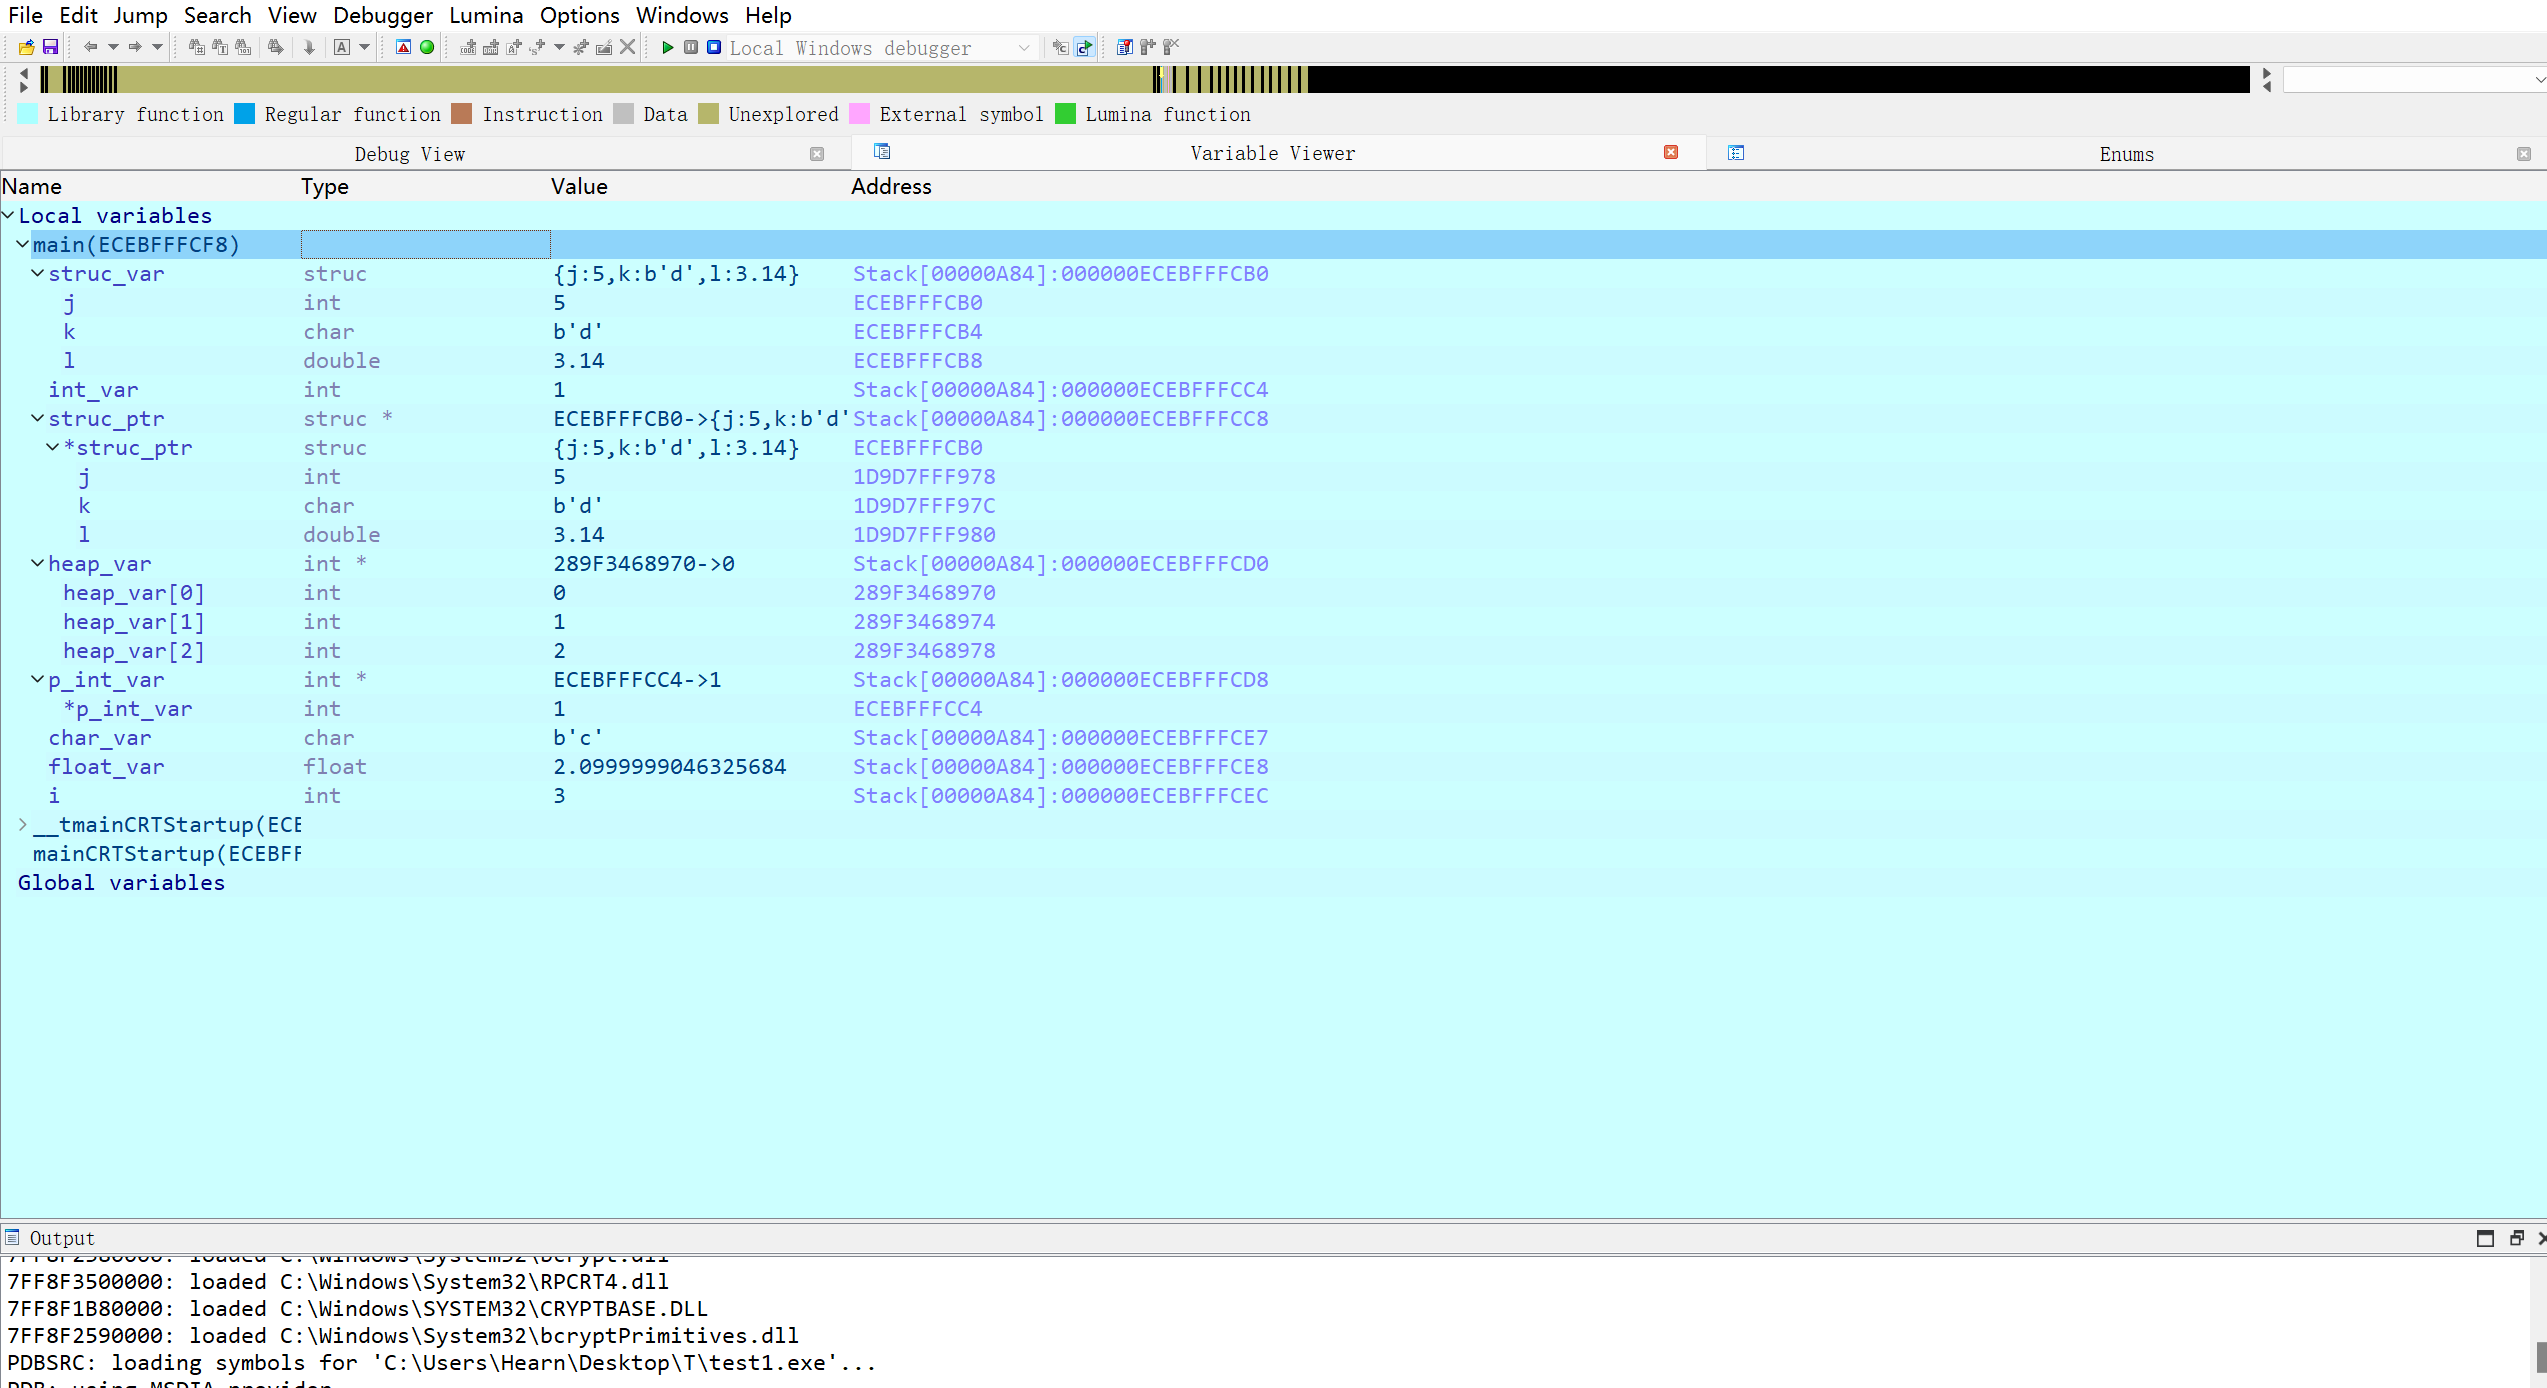 File Edit Jump Search View Debugger Lumina Options Windows Help
Local Windows debugger
Library function Regular function Instruction Data Unexplored External symbol Lumina function
Debug View Variable Viewer Enums
Name Type Value Address
Local variables
main(ECEBFFFCF8)
struc_var struc {j:5,k:b'd',l:3.14} Stack[00000A84]:000000ECEBFFFCB0
j int 5 ECEBFFFCB0
k char b'd' ECEBFFFCB4
l double 3.14 ECEBFFFCB8
int_var int 1 Stack[00000A84]:000000ECEBFFFCC4
struc_ptr struc * ECEBFFFCB0->{j:5,k:b'd' Stack[00000A84]:000000ECEBFFFCC8
*struc_ptr struc {j:5,k:b'd',l:3.14} ECEBFFFCB0
j int 5 1D9D7FFF978
k char b'd' 1D9D7FFF97C
l double 3.14 1D9D7FFF980
heap_var int * 289F3468970->0 Stack[00000A84]:000000ECEBFFFCD0
heap_var[0] int 0 289F3468970
heap_var[1] int 1 289F3468974
heap_var[2] int 2 289F3468978
p_int_var int * ECEBFFFCC4->1 Stack[00000A84]:000000ECEBFFFCD8
*p_int_var int 1 ECEBFFFCC4
char_var char b'c' Stack[00000A84]:000000ECEBFFFCE7
float_var float 2.0999999046325684 Stack[00000A84]:000000ECEBFFFCE8
i int 3 Stack[00000A84]:000000ECEBFFFCEC
__tmainCRTStartup(ECE
mainCRTStartup(ECEBFF
Global variables
Output
7FF8F2580000: loaded C:\Windows\System32\bcrypt.dll
7FF8F3500000: loaded C:\Windows\System32\RPCRT4.dll
7FF8F1B80000: loaded C:\Windows\SYSTEM32\CRYPTBASE.DLL
7FF8F2590000: loaded C:\Windows\System32\bcryptPrimitives.dll
PDBSRC: loading symbols for 'C:\Users\Hearn\Desktop\T\test1.exe'...
PDB: using MSDIA provider